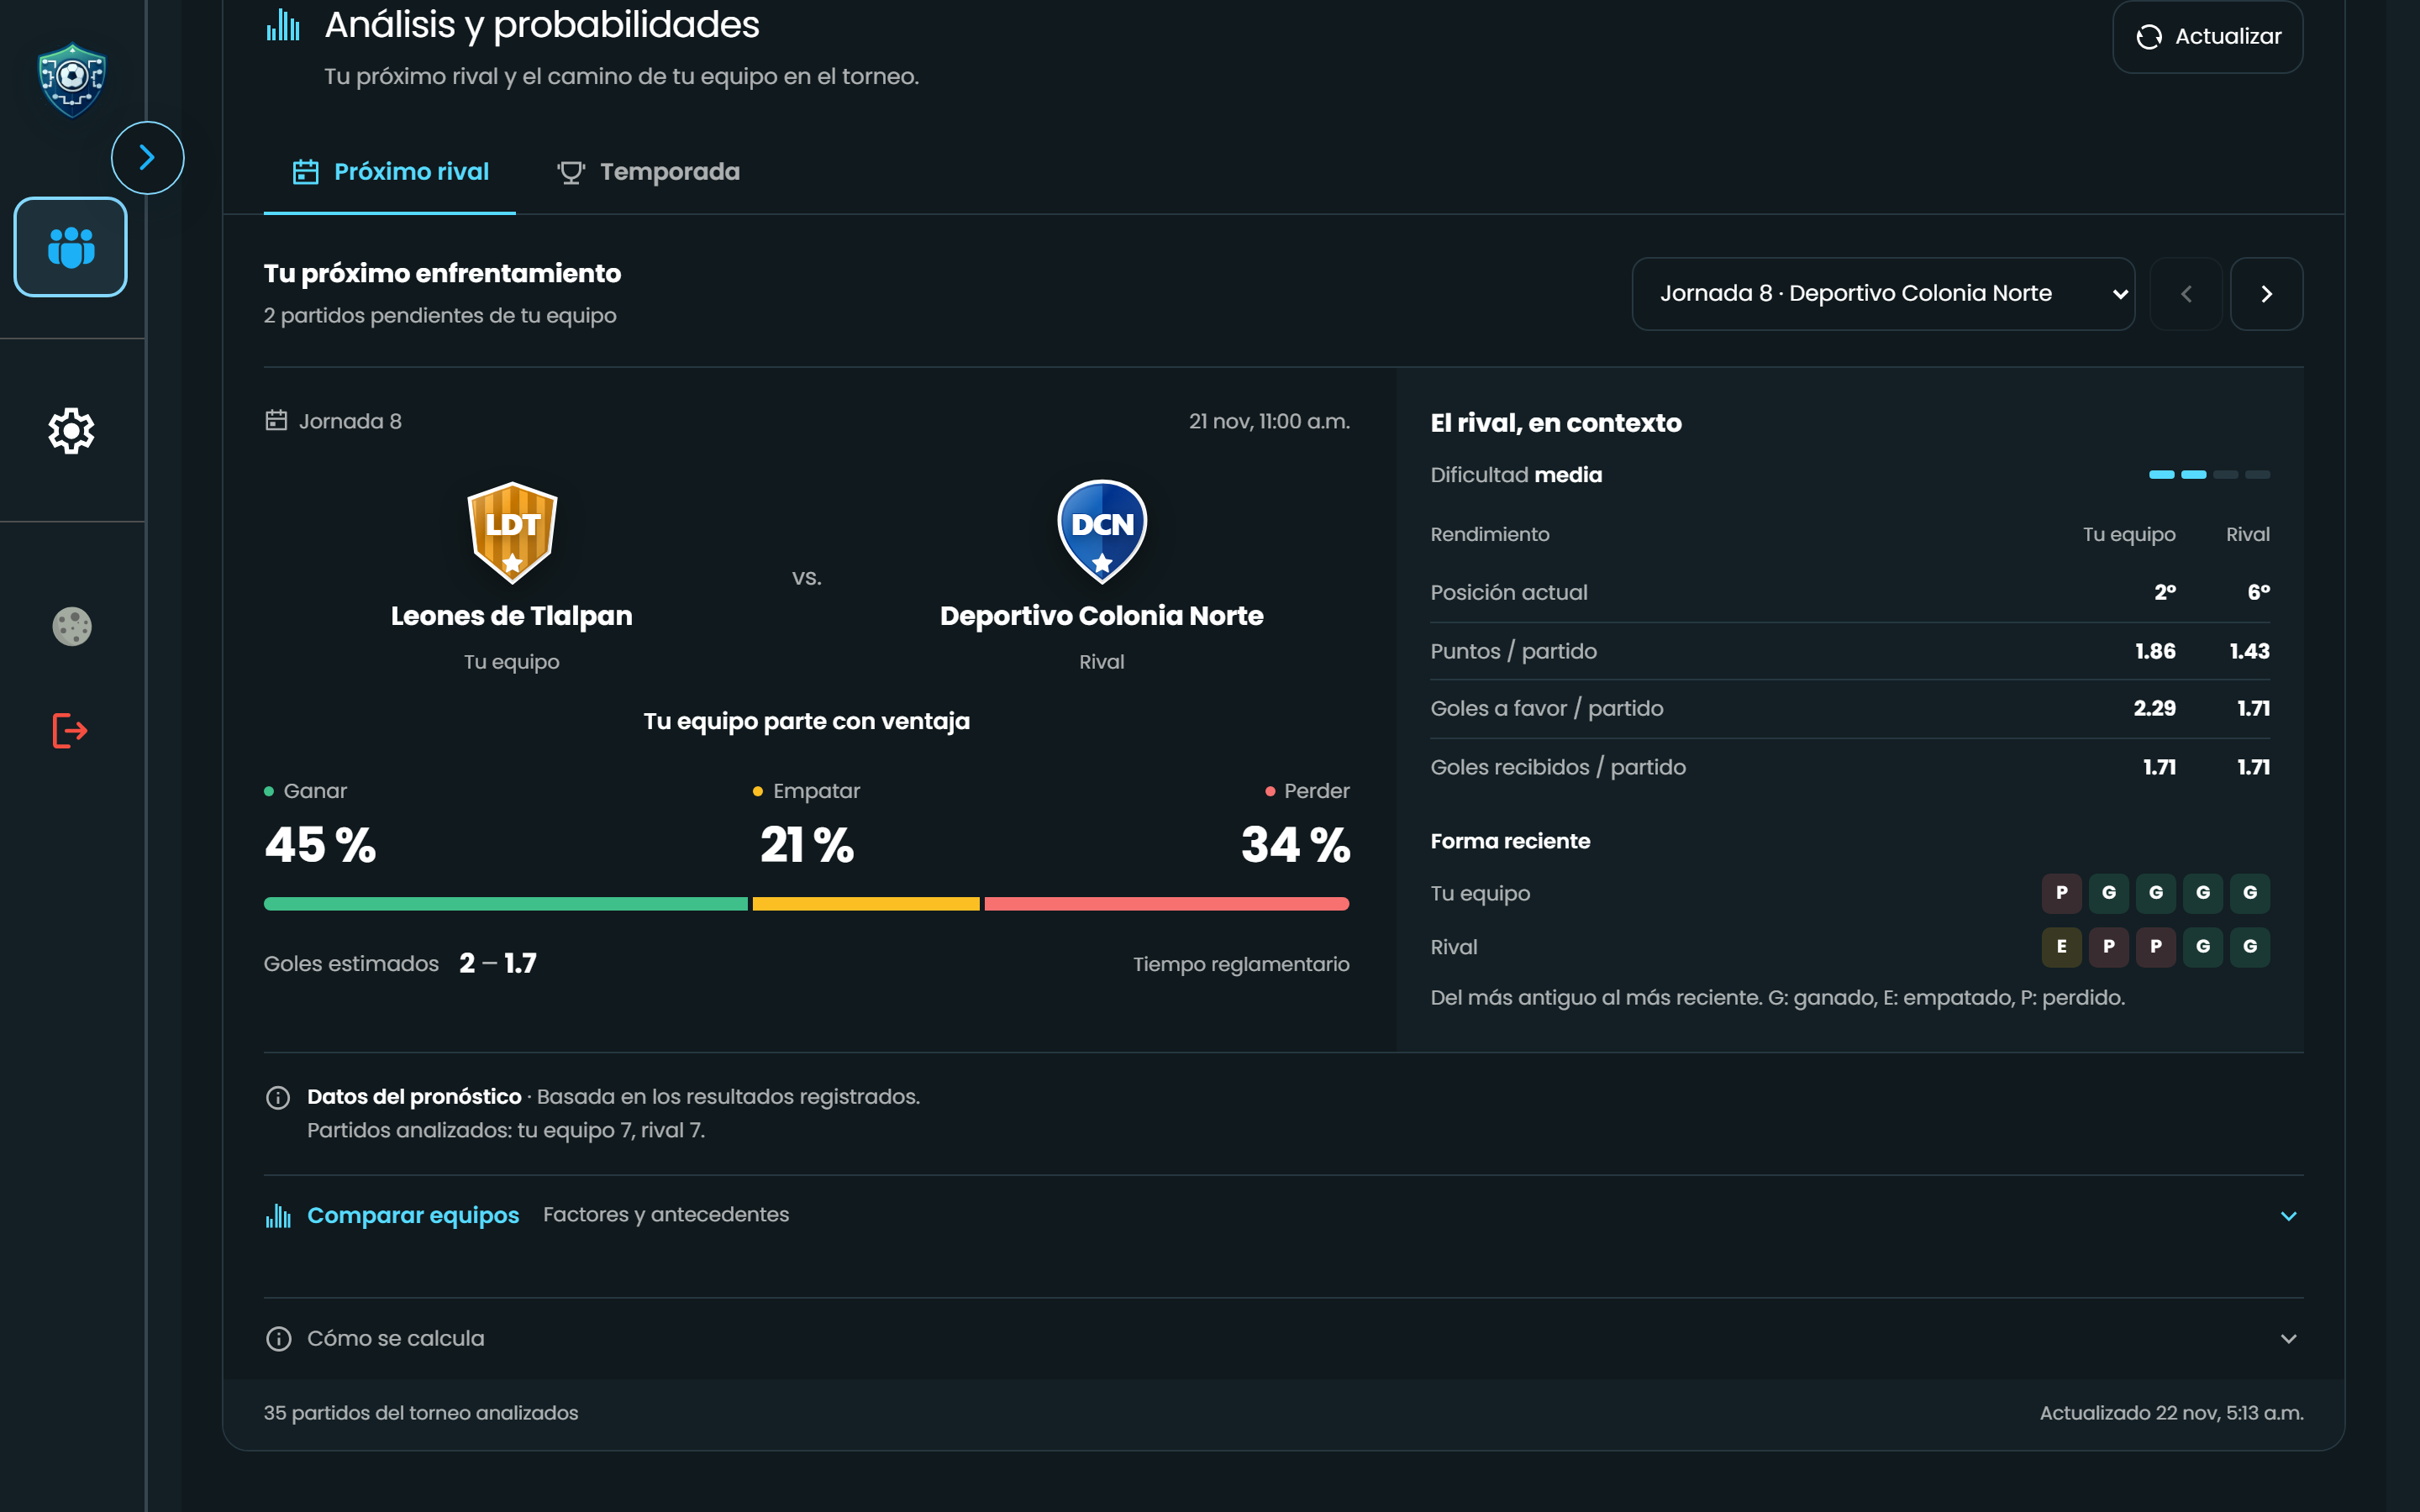 Análisis y probabilidades
Tu próximo rival y el camino de tu equipo en el torneo.
Actualizar
Próximo rival
Temporada
Tu próximo enfrentamiento
2 partidos pendientes de tu equipo
Jornada 8 · Deportivo Colonia Norte
Jornada 8
21 nov, 11:00 a.m.
LDT
DCN
vs.
Leones de Tlalpan
Deportivo Colonia Norte
Tu equipo
Rival
Tu equipo parte con ventaja
Ganar
Empatar
Perder
45 %
21 %
34 %
Goles estimados 2 – 1.7
Tiempo reglamentario
El rival, en contexto
Dificultad media
Rendimiento Tu equipo Rival
Posición actual 2º 6º
Puntos / partido 1.86 1.43
Goles a favor / partido 2.29 1.71
Goles recibidos / partido 1.71 1.71
Forma reciente
Tu equipo P G G G G
Rival E P P G G
Del más antiguo al más reciente. G: ganado, E: empatado, P: perdido.
Datos del pronóstico · Basada en los resultados registrados.
Partidos analizados: tu equipo 7, rival 7.
Comparar equipos Factores y antecedentes
Cómo se calcula
35 partidos del torneo analizados
Actualizado 22 nov, 5:13 a.m.